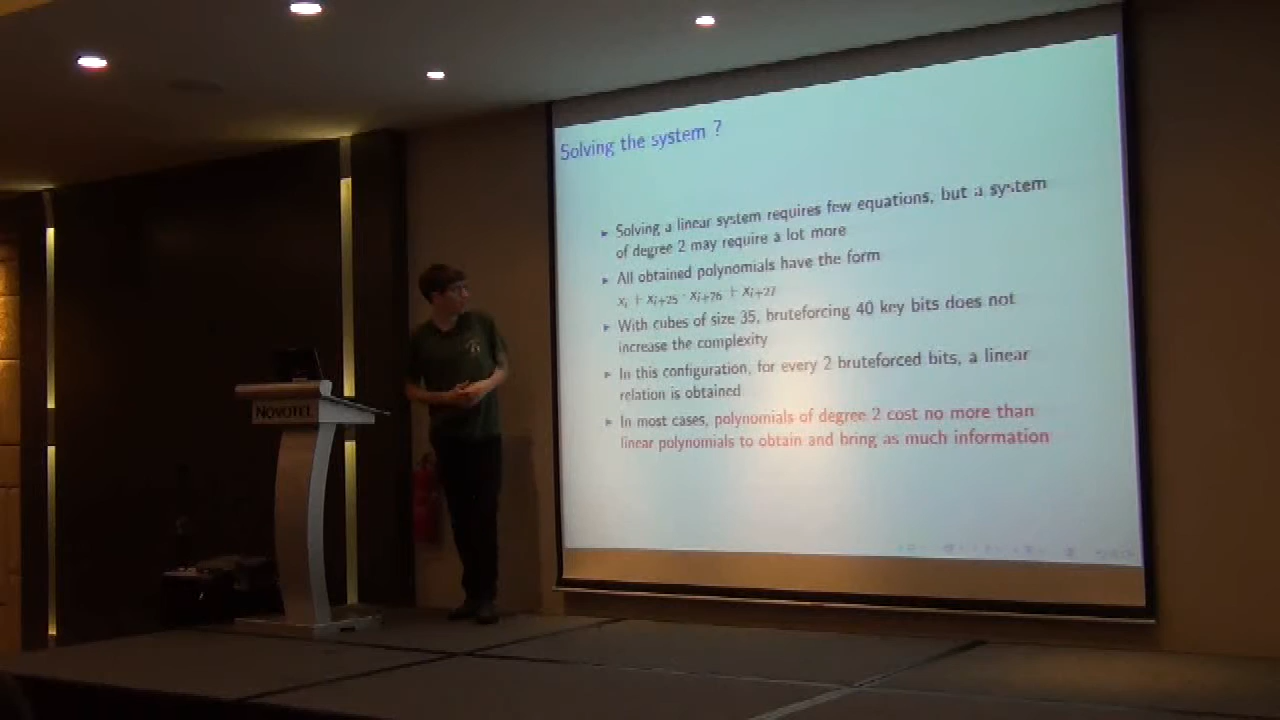 Solving the system ?
▸ Solving a linear system requires few equations, but a system
of degree 2 may require a lot more
▸ All obtained polynomials have the form
x_i + x_{i+25} · x_{i+26} + x_{i+27}
▸ With cubes of size 35, bruteforcing 40 key bits does not
increase the complexity
▸ In this configuration, for every 2 bruteforced bits, a linear
relation is obtained
▸ In most cases, polynomials of degree 2 cost no more than
linear polynomials to obtain and bring as much information
NOVOTEL